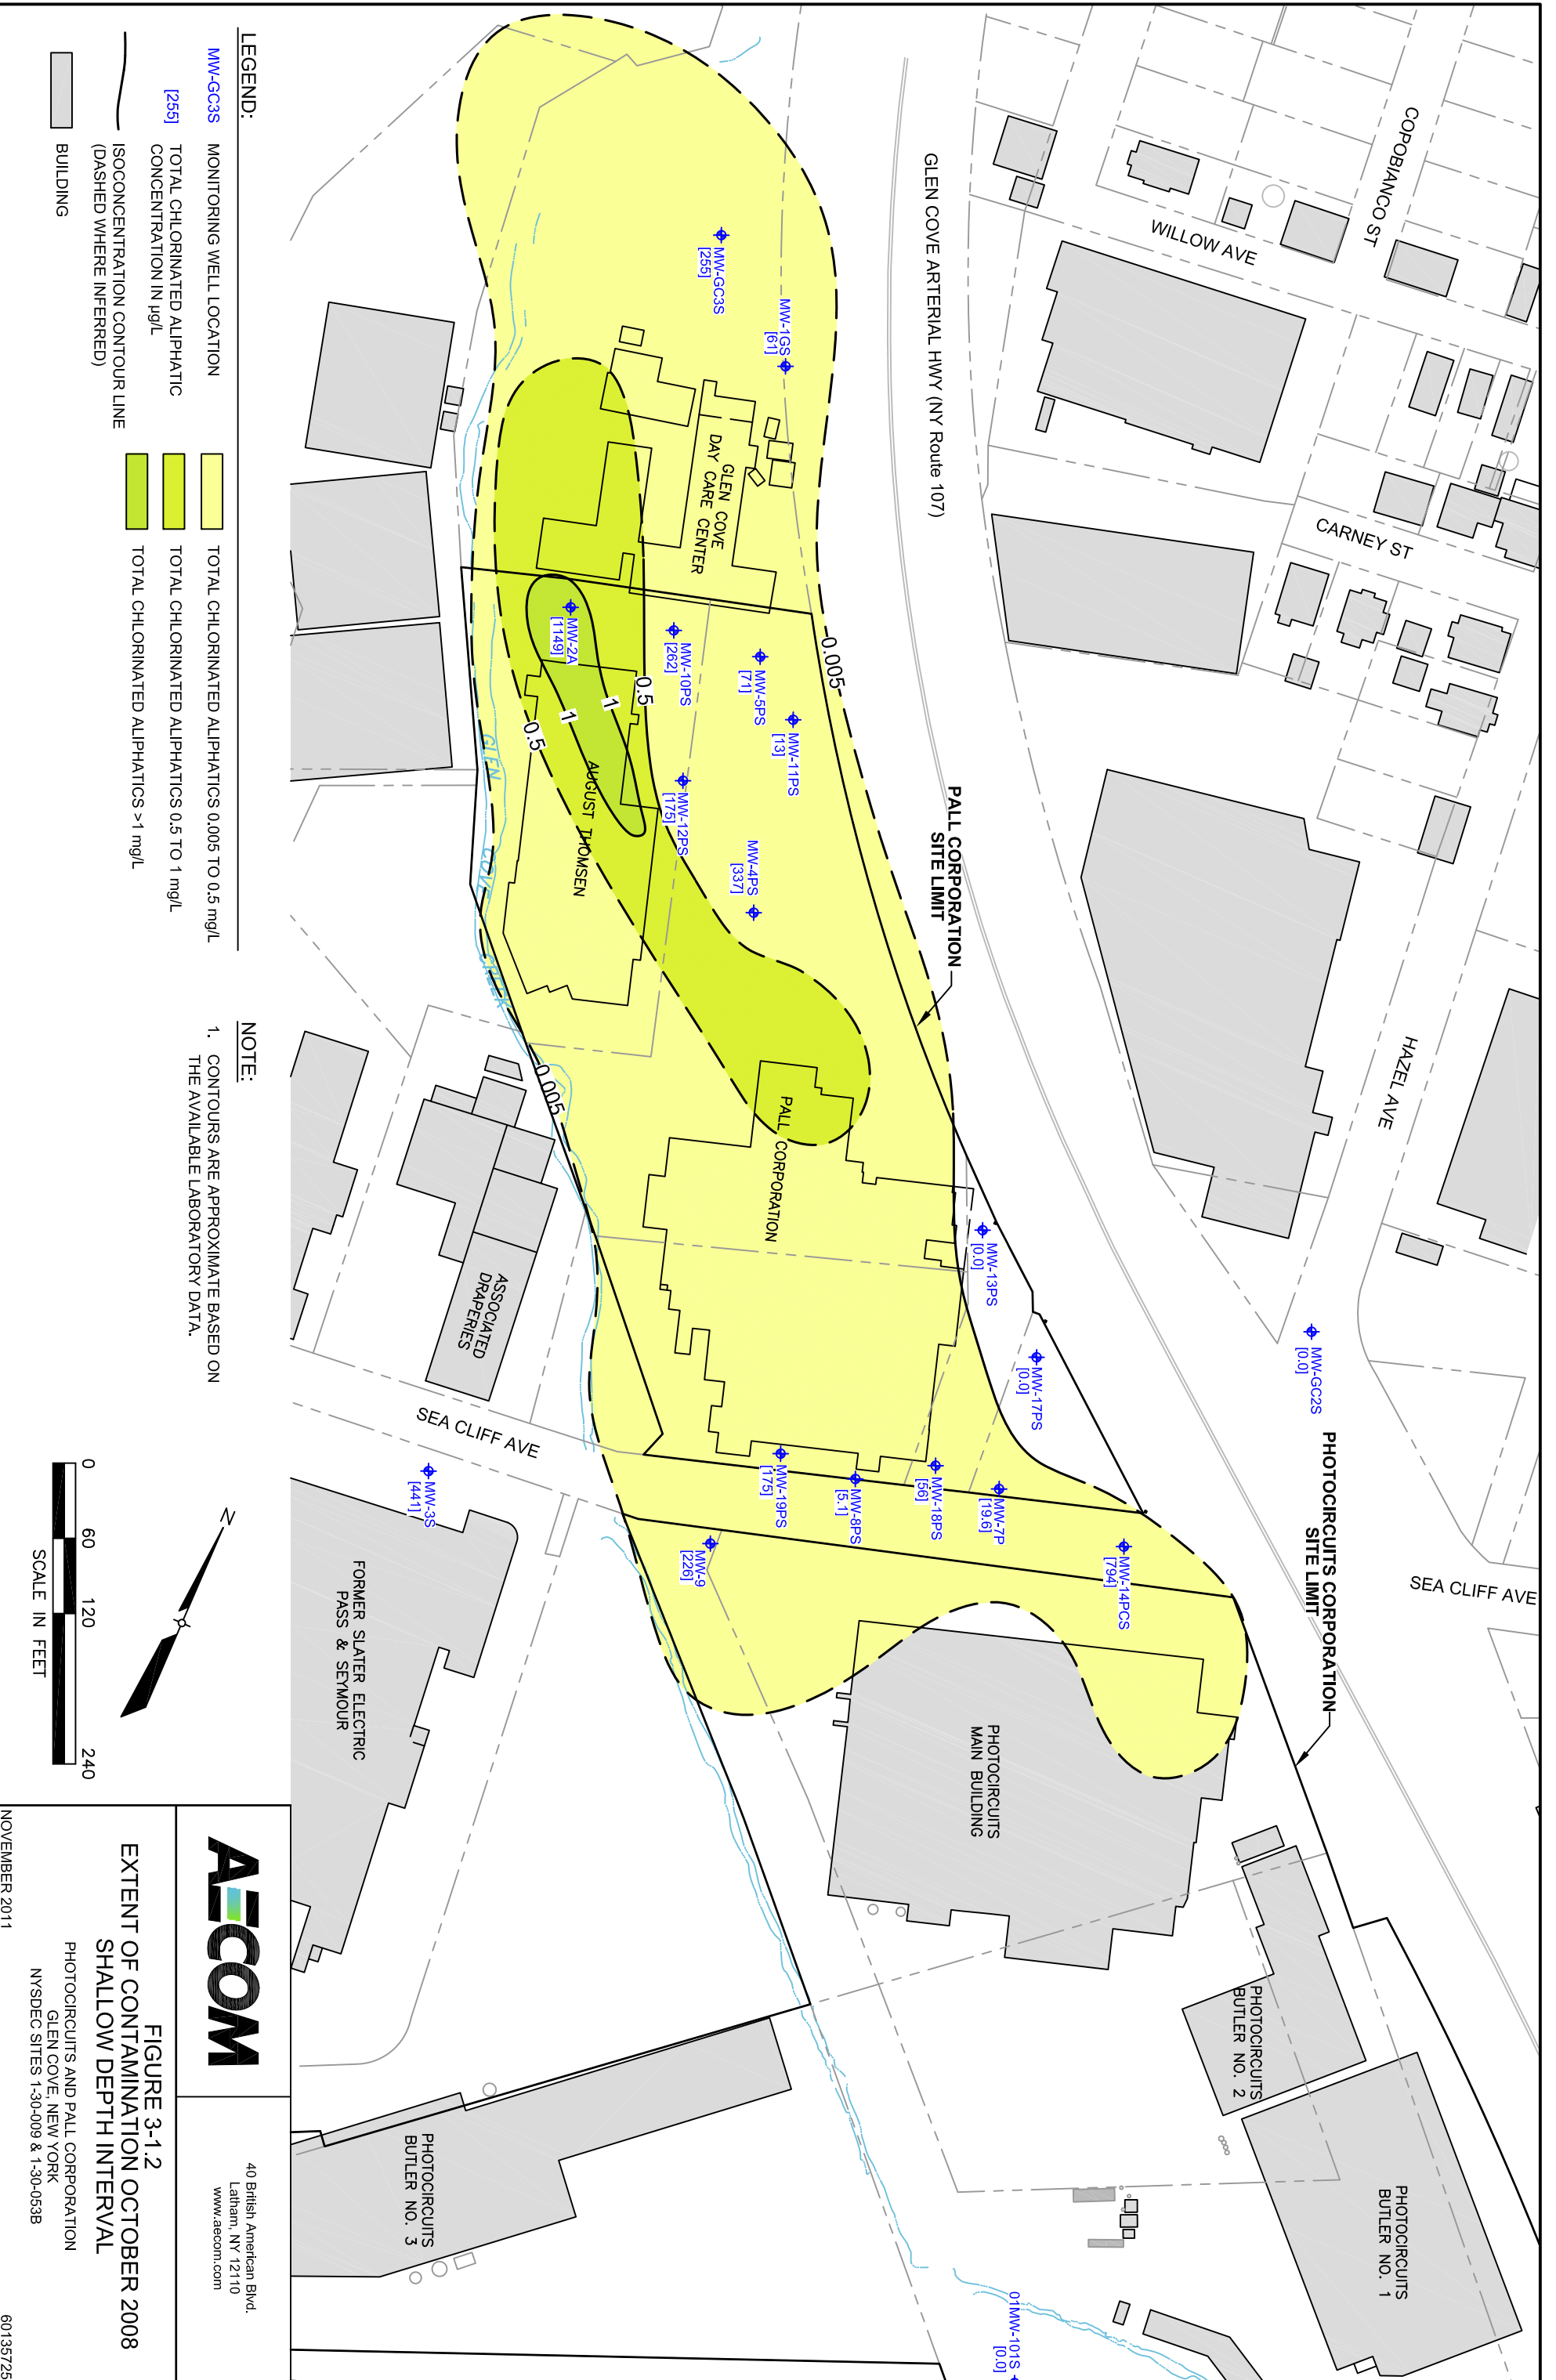 COPOBIANCO ST
WILLOW AVE
CARNEY ST
HAZEL AVE
SEA CLIFF AVE
GLEN COVE ARTERIAL HWY (NY Route 107)
PALL CORPORATION
SITE LIMIT
PHOTOCIRCUITS CORPORATION
SITE LIMIT
MW-GC2S
[0.0]
MW-GC3S
[255]
MW-1GS
[61]
GLEN COVE
DAY CARE CENTER
MW-2A
[1149]
MW-10PS
[262]
MW-5PS
[71]
MW-11PS
[13]
MW-12PS
[175]
MW-4PS
[337]
0.005
0.5
1
1
0.5
0.005
AUGUST THOMSEN
GLEN COVE CREEK
PALL CORPORATION
MW-13PS
[0.0]
MW-17PS
[0.0]
MW-7P
[19.6]
MW-18PS
[56]
MW-8PS
[5.1]
MW-19PS
[175]
MW-14PCS
[794]
MW-9
[226]
MW-3S
[441]
ASSOCIATED
DRAPERIES
SEA CLIFF AVE
FORMER SLATER ELECTRIC
PASS & SEYMOUR
PHOTOCIRCUITS
MAIN BUILDING
PHOTOCIRCUITS
BUTLER NO. 2
PHOTOCIRCUITS
BUTLER NO. 1
PHOTOCIRCUITS
BUTLER NO. 3
01MW-101S
[0.0]
LEGEND:
MW-GC3S MONITORING WELL LOCATION
[255] TOTAL CHLORINATED ALIPHATIC
CONCENTRATION IN µg/L
ISOCONCENTRATION CONTOUR LINE
(DASHED WHERE INFERRED)
BUILDING
TOTAL CHLORINATED ALIPHATICS 0.005 TO 0.5 mg/L
TOTAL CHLORINATED ALIPHATICS 0.5 TO 1 mg/L
TOTAL CHLORINATED ALIPHATICS >1 mg/L
NOTE:
1. CONTOURS ARE APPROXIMATE BASED ON
THE AVAILABLE LABORATORY DATA.
N
0 60 120 240
SCALE IN FEET
AECOM
40 British American Blvd.
Latham, NY 12110
www.aecom.com
FIGURE 3-1.2
EXTENT OF CONTAMINATION OCTOBER 2008
SHALLOW DEPTH INTERVAL
PHOTOCIRCUITS AND PALL CORPORATION
GLEN COVE, NEW YORK
NYSDEC SITES 1-30-009 & 1-30-053B
NOVEMBER 2011
60135725